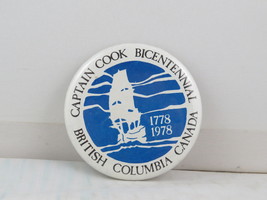 CAPTAIN COOK BICENTENNIAL
1778
1978
BRITISH COLUMBIA CANADA